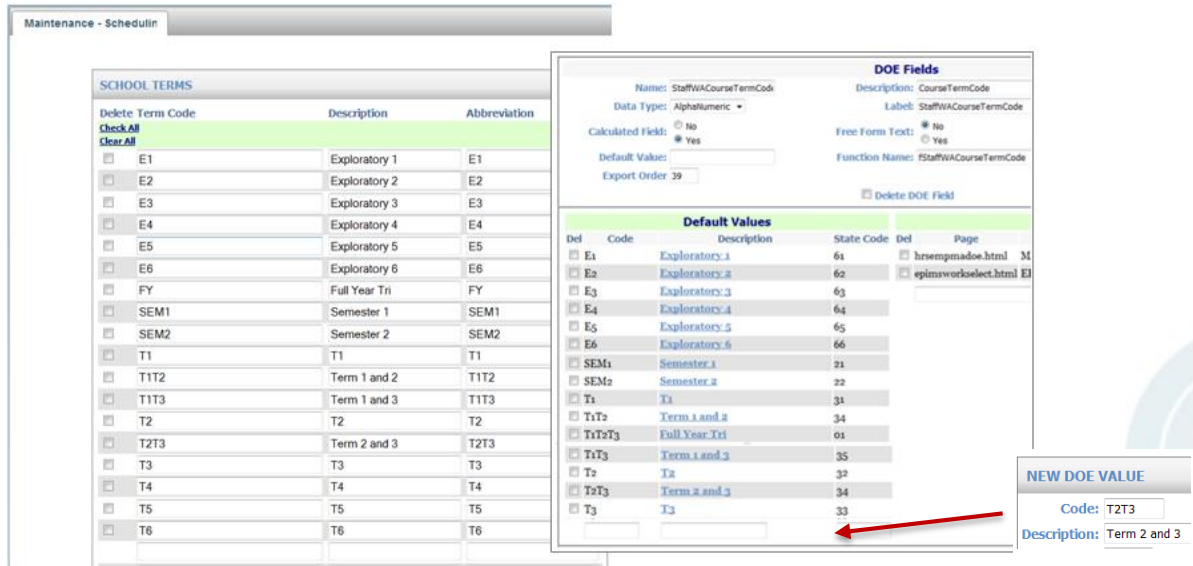 Maintenance - Schedulin
SCHOOL TERMS
Delete Term Code Description Abbreviation
Check All
Clear All
E1 Exploratory 1 E1
E2 Exploratory 2 E2
E3 Exploratory 3 E3
E4 Exploratory 4 E4
E5 Exploratory 5 E5
E6 Exploratory 6 E6
FY Full Year Tri FY
SEM1 Semester 1 SEM1
SEM2 Semester 2 SEM2
T1 T1 T1
T1T2 Term 1 and 2 T1T2
T1T3 Term 1 and 3 T1T3
T2 T2 T2
T2T3 Term 2 and 3 T2T3
T3 T3 T3
T4 T4 T4
T5 T5 T5
T6 T6 T6
DOE Fields
Name: StaffWACourseTermCode Description: CourseTermCode
Data Type: AlphaNumeric Label: StaffWACourseTermCode
Calculated Field: No Yes Free Form Text: No Yes
Default Value: Function Name: fStaffWACourseTermCode
Export Order 39
Delete DOE Field
Default Values
Del Code Description State Code Del Page
E1 Exploratory 1 61 hrsempmadoe.html M
E2 Exploratory 2 62 epimsworkselect.html EI
E3 Exploratory 3 63
E4 Exploratory 4 64
E5 Exploratory 5 65
E6 Exploratory 6 66
SEM1 Semester 1 21
SEM2 Semester 2 22
T1 T1 31
T1T2 Term 1 and 2 34
T1T2T3 Full Year Tri 01
T1T3 Term 1 and 3 35
T2 T2 32
T2T3 Term 2 and 3 34
T3 T3 33
NEW DOE VALUE
Code: T2T3
Description: Term 2 and 3